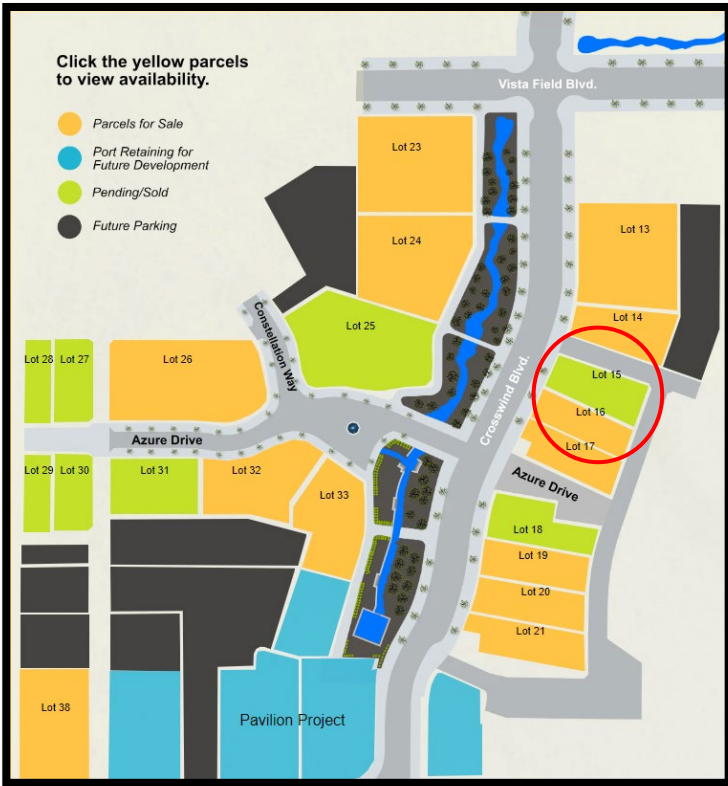 Click the yellow parcels
to view availability.
Parcels for Sale
Port Retaining for
Future Development
Pending/Sold
Future Parking
Vista Field Blvd.
Lot 23
Lot 24
Lot 13
Lot 14
Constellation Way
Lot 25
Lot 28
Lot 27
Lot 26
Crosswind Blvd.
Lot 15
Lot 16
Lot 17
Azure Drive
Lot 29
Lot 30
Lot 31
Lot 32
Lot 33
Azure Drive
Lot 18
Lot 19
Lot 20
Lot 21
Lot 38
Pavilion Project